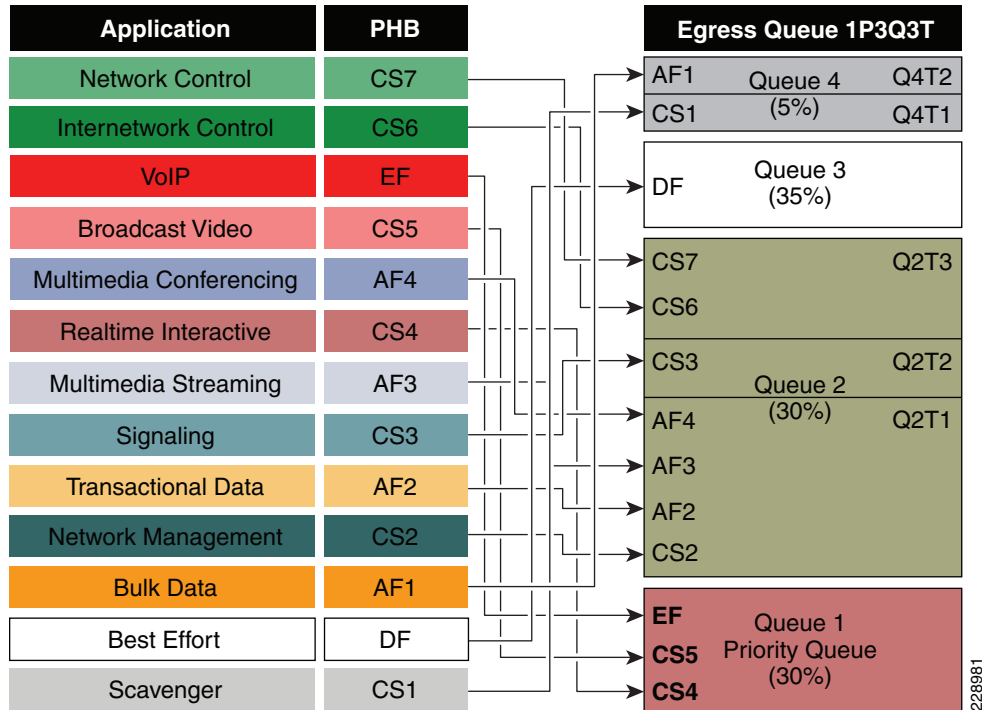 Application PHB Egress Queue 1P3Q3T
Network Control CS7
Internetwork Control CS6
VoIP EF
Broadcast Video CS5
Multimedia Conferencing AF4
Realtime Interactive CS4
Multimedia Streaming AF3
Signaling CS3
Transactional Data AF2
Network Management CS2
Bulk Data AF1
Best Effort DF
Scavenger CS1
AF1 Queue 4 Q4T2
CS1 (5%) Q4T1
Queue 3
DF (35%)
CS7 Q2T3
CS6
CS3 Q2T2
Queue 2
(30%)
AF4 Q2T1
AF3
AF2
CS2
EF Queue 1
CS5 Priority Queue
CS4 (30%)
228981